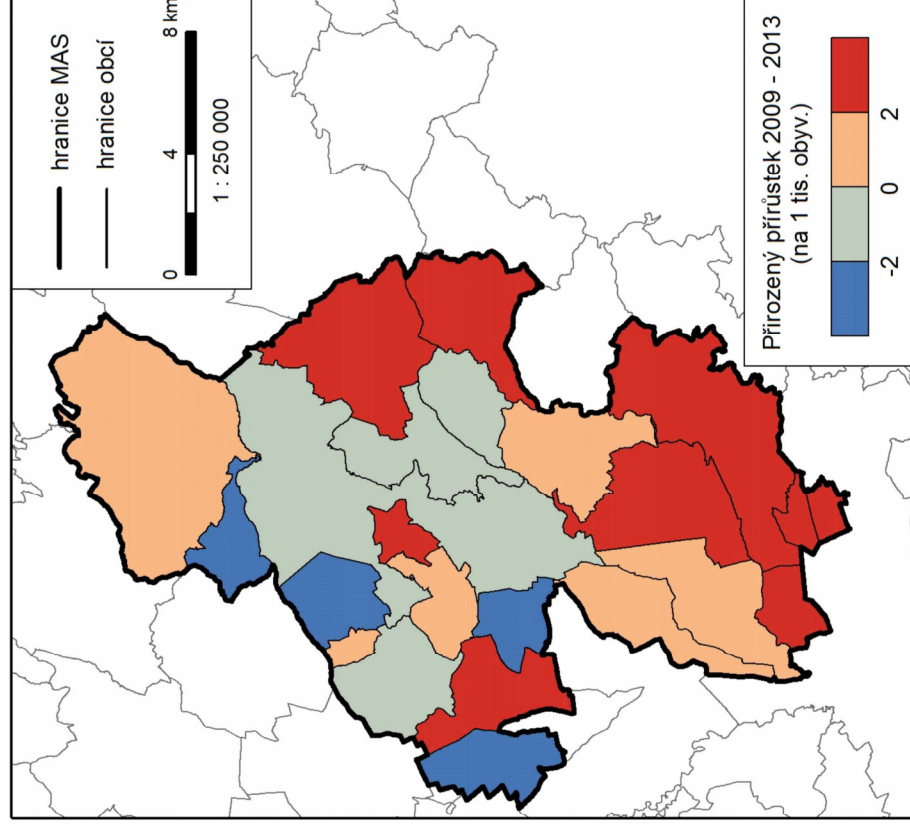 hranice MAS
hranice obcí
0 4 8 km
1 : 250 000
Přirozený přírůstek 2009 - 2013
(na 1 tis. obyv.)
-2 0 2